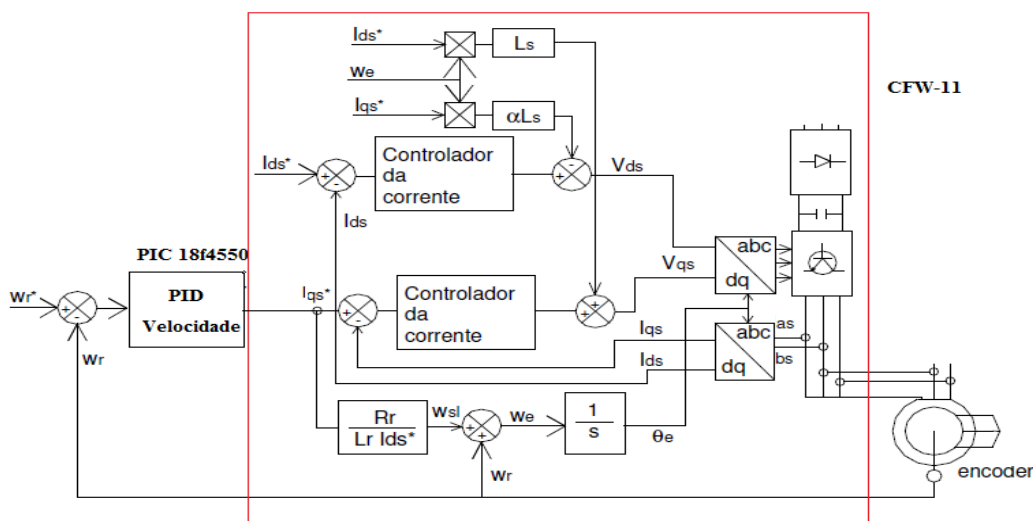 Ids*
we
Iqs*
Ls
αLs
CFW-11
Ids*
+
-
Controlador
da
corrente
-
+
Vds
Ids
PIC 18f4550
wr*
+
-
PID
Velocidade
wr
Iqs*
+
-
Controlador
da
corrente
+
+
Vqs
abc
dq
Iqs
Ids
abc
dq
as
bs
Rr
Lr Ids*
wsl
+
+
we
1
s
θe
wr
encoder